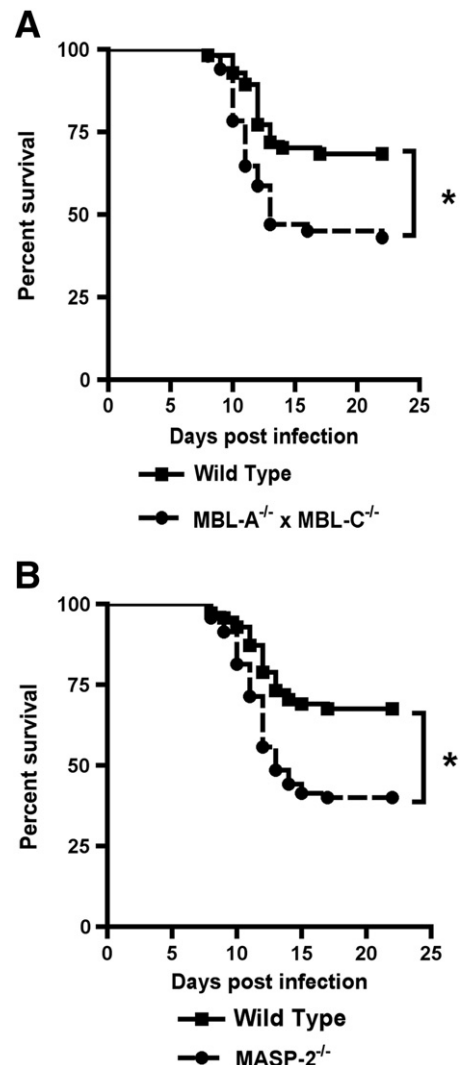 A
100
75
50
25
0
Percent survival
*
0 5 10 15 20 25
Days post infection
Wild Type
MBL-A-/- x MBL-C-/-
B
100
75
50
25
0
Percent survival
*
0 5 10 15 20 25
Days post infection
Wild Type
MASP-2-/-